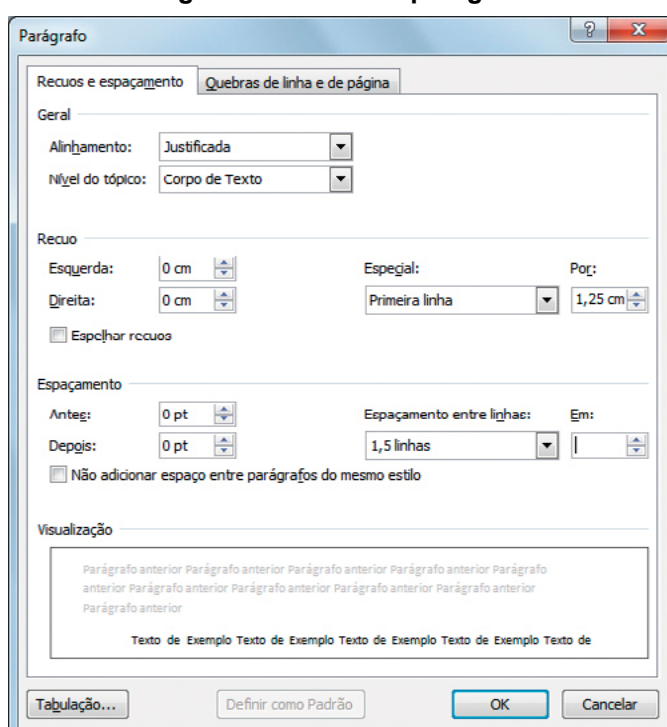 Parágrafo
Recuos e espaçamento Quebras de linha e de página
Geral
Alinhamento: Justificada
Nível do tópico: Corpo de Texto
Recuo
Esquerda: 0 cm Especial: Por:
Direita: 0 cm Primeira linha 1,25 cm
Espelhar recuos
Espaçamento
Antes: 0 pt Espaçamento entre linhas: Em:
Depois: 0 pt 1,5 linhas
Não adicionar espaço entre parágrafos do mesmo estilo
Visualização
Parágrafo anterior Parágrafo anterior Parágrafo anterior Parágrafo anterior Parágrafo
anterior Parágrafo anterior Parágrafo anterior Parágrafo anterior Parágrafo anterior
Parágrafo anterior
Texto de Exemplo Texto de Exemplo Texto de Exemplo Texto de Exemplo Texto de
Tabulação... Definir como Padrão OK Cancelar